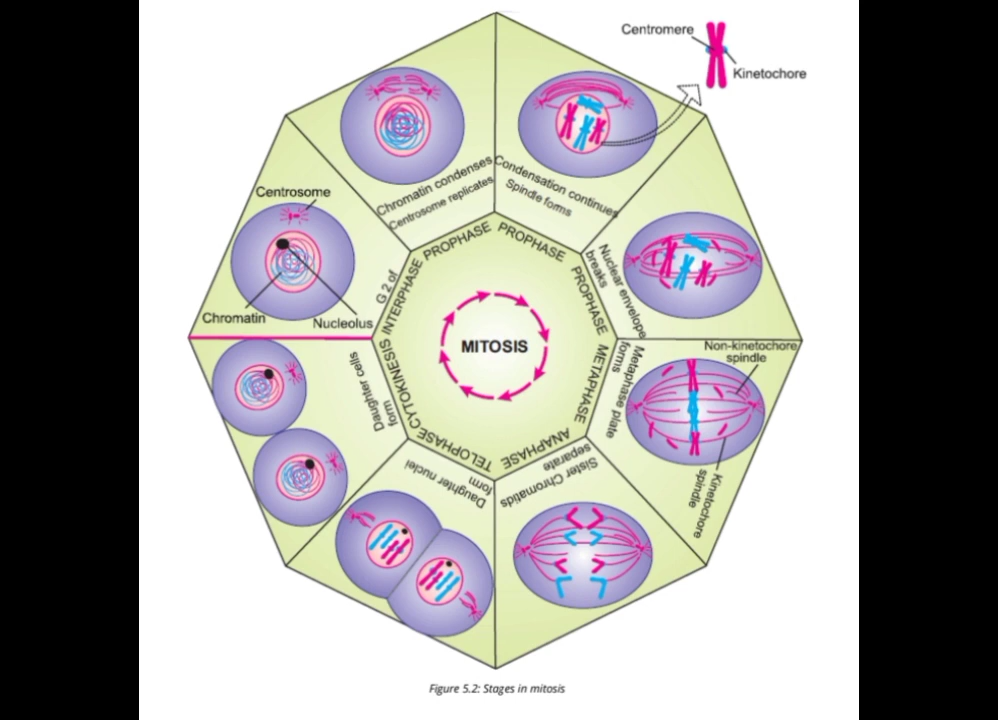 Centromere
Kinetochore
Chromatin condenses
Centrosome replicates
Condensation continues
Spindle forms
Centrosome
Chromatin
Nucleolus
G 2 of
INTERPHASE
PROPHASE
PROPHASE
PROPHASE
Nuclear envelope
breaks
METAPHASE
Metaphase plate
forms
Non-kinetochore
spindle
Kinetochore
spindle
ANAPHASE
Sister Chromatids
separate
TELOPHASE
Daughter nuclei
form
CYTOKINESIS
Daughter cells
form
MITOSIS
Figure 5.2: Stages in mitosis